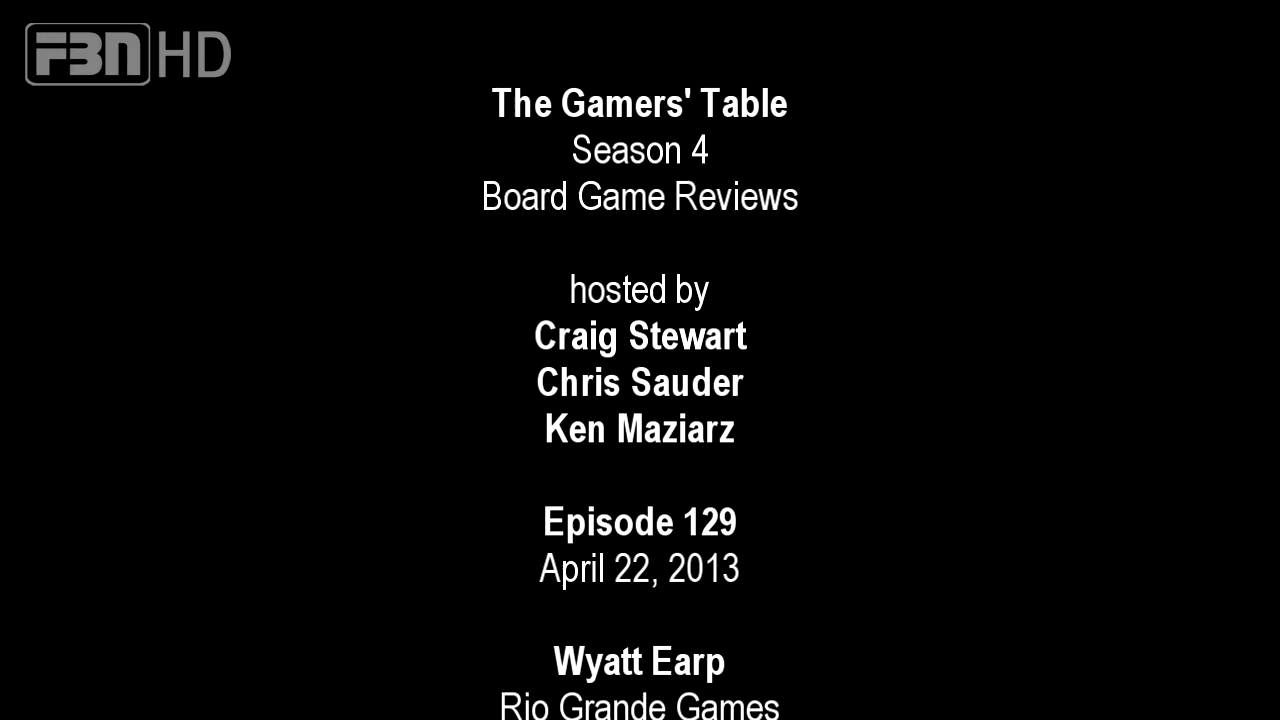 F3N HD
The Gamers' Table
Season 4
Board Game Reviews
hosted by
Craig Stewart
Chris Sauder
Ken Maziarz
Episode 129
April 22, 2013
Wyatt Earp
Rio Grande Games